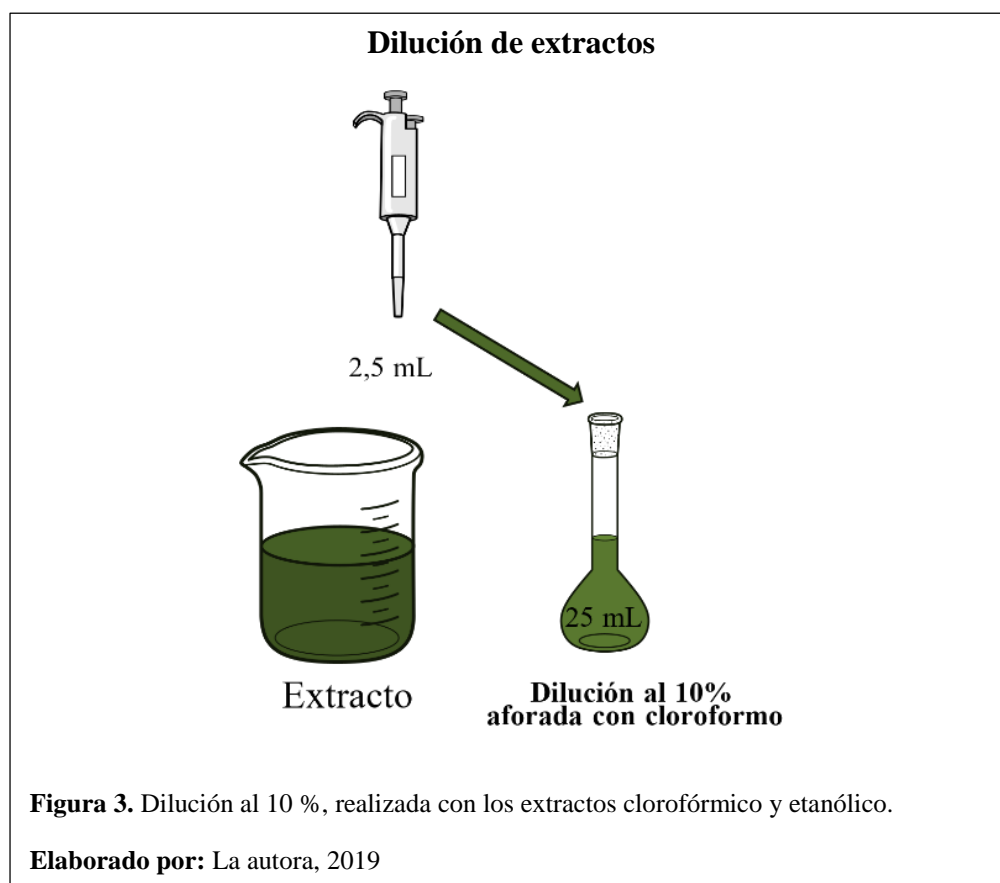 Dilución de extractos
2,5 mL
25 mL
Extracto
Dilución al 10%
aforada con cloroformo
Figura 3. Dilución al 10 %, realizada con los extractos clorofórmico y etanólico.
Elaborado por: La autora, 2019